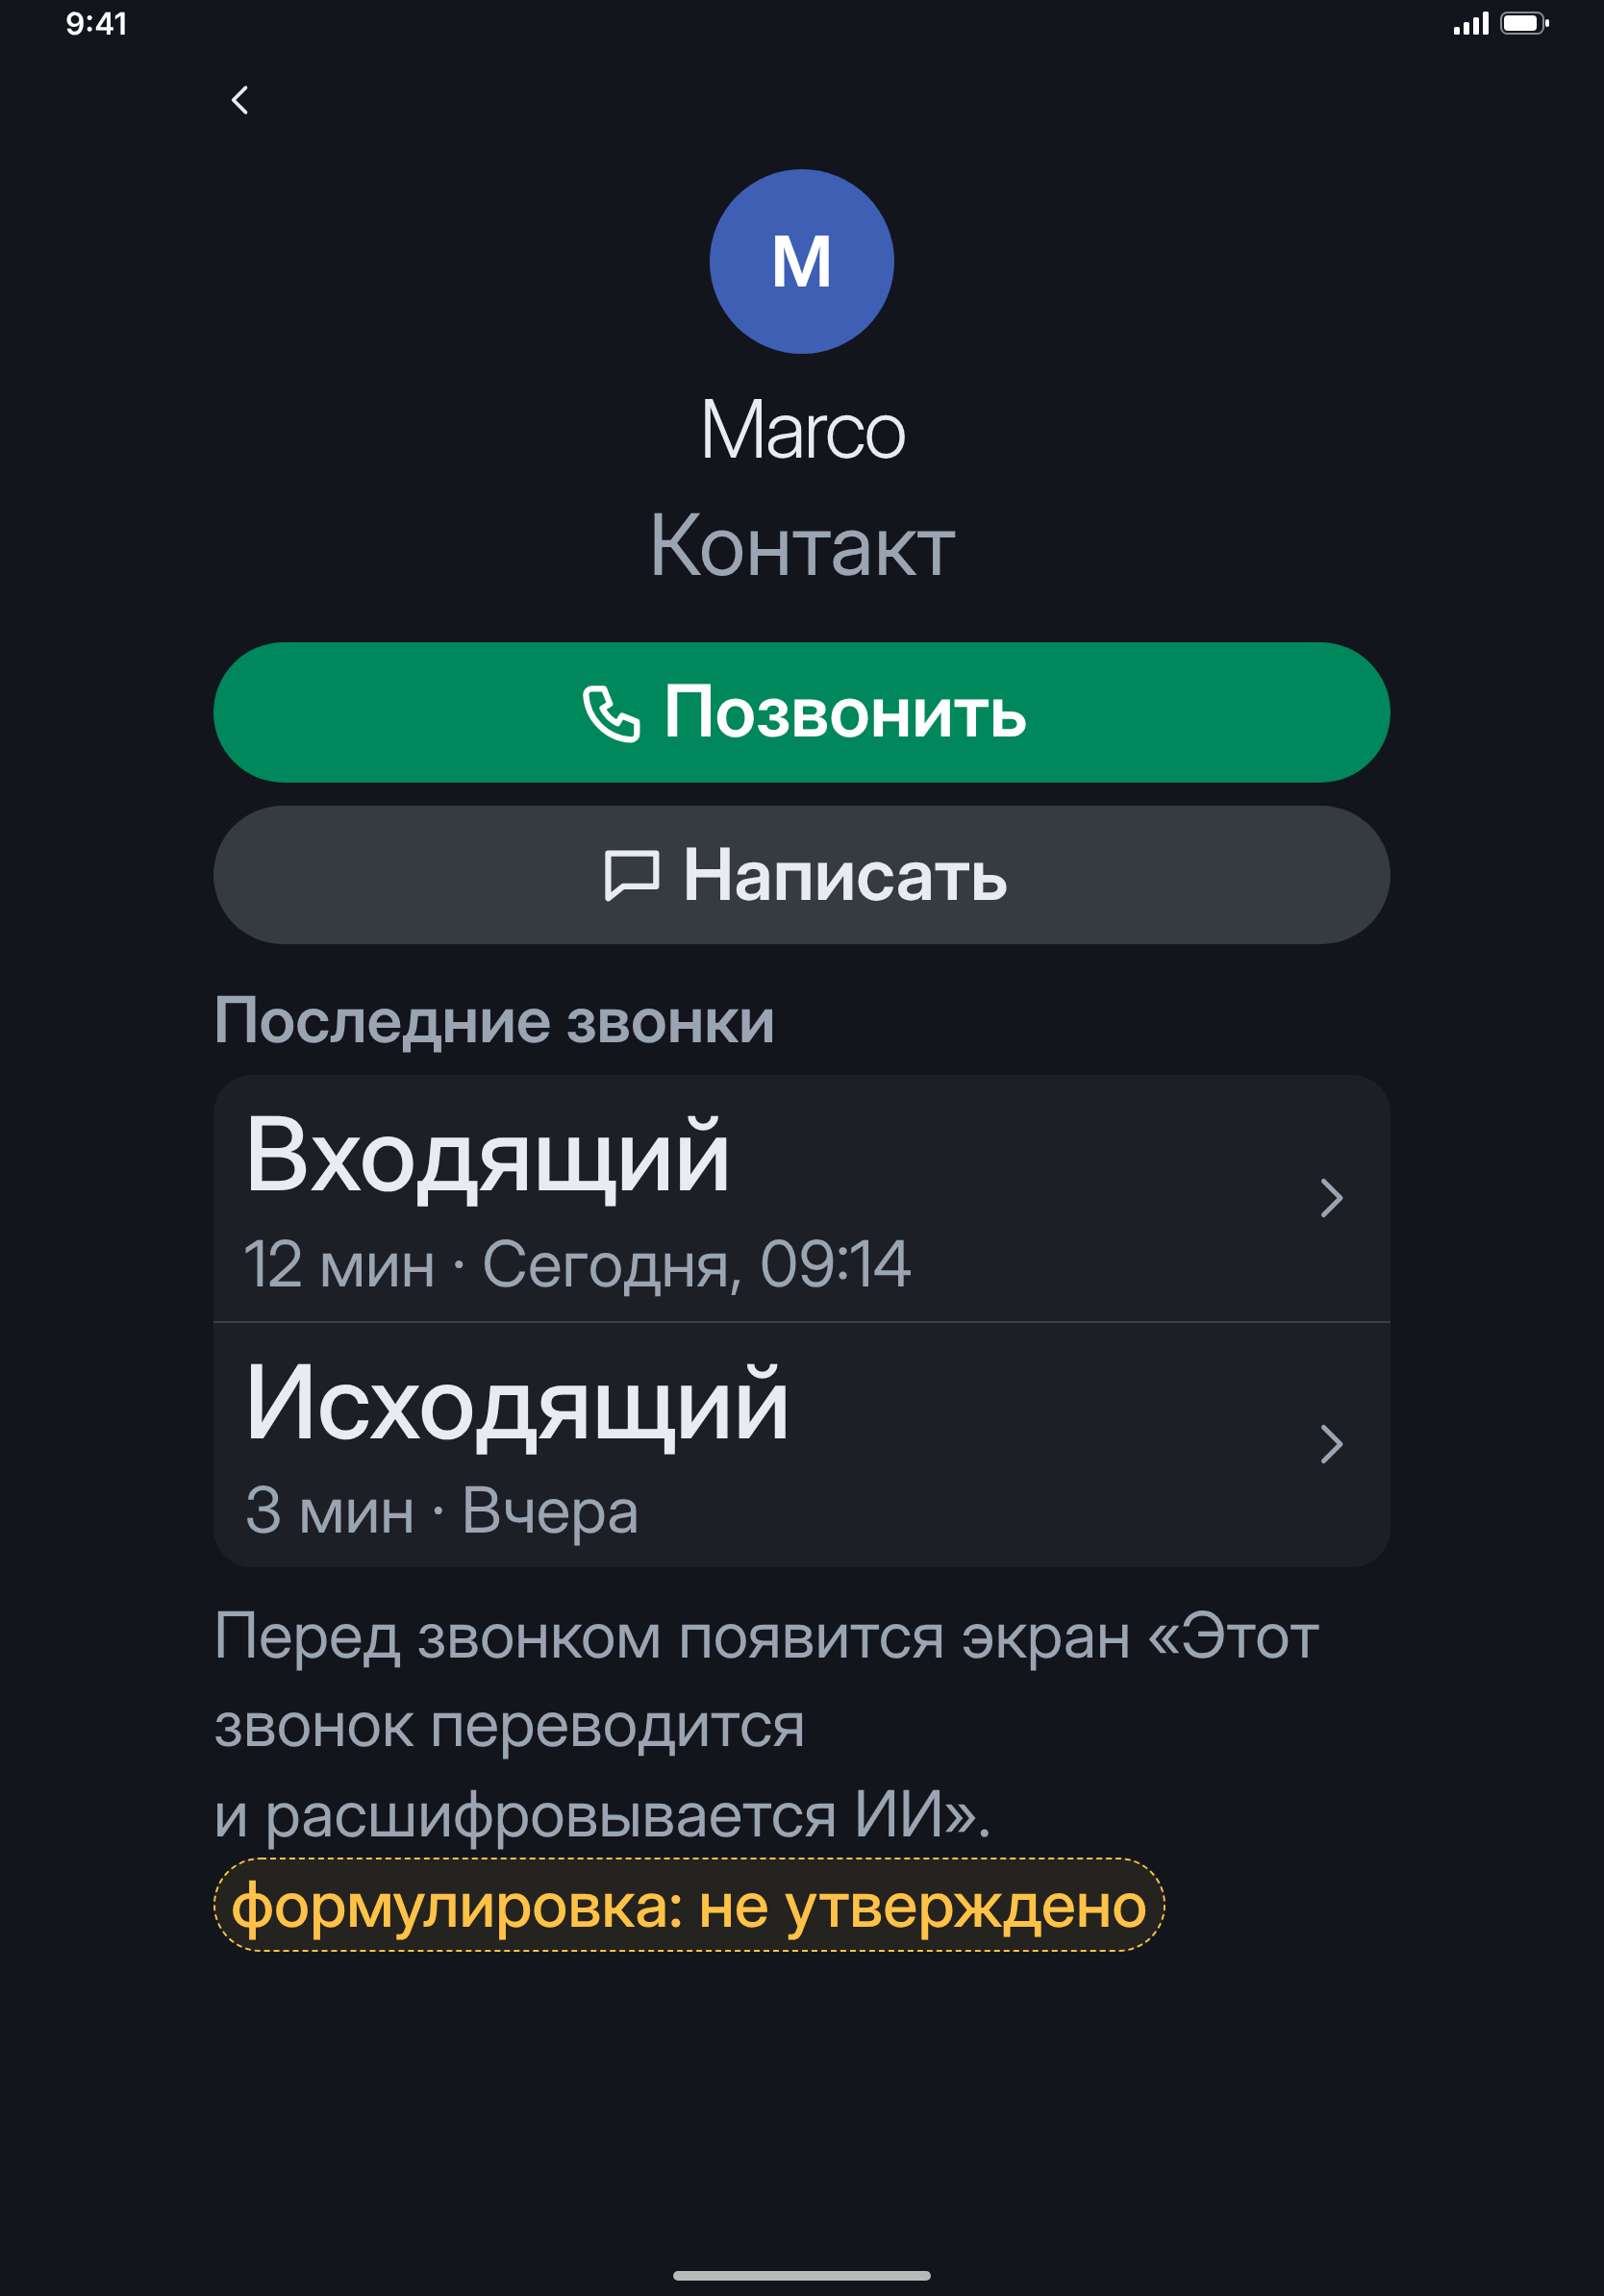 9:41
M
Marco
Контакт
Позвонить
Написать
Последние звонки
Входящий
12 мин · Сегодня, 09:14
Исходящий
3 мин · Вчера
Перед звонком появится экран «Этот
звонок переводится
и расшифровывается ИИ».
формулировка: не утверждено